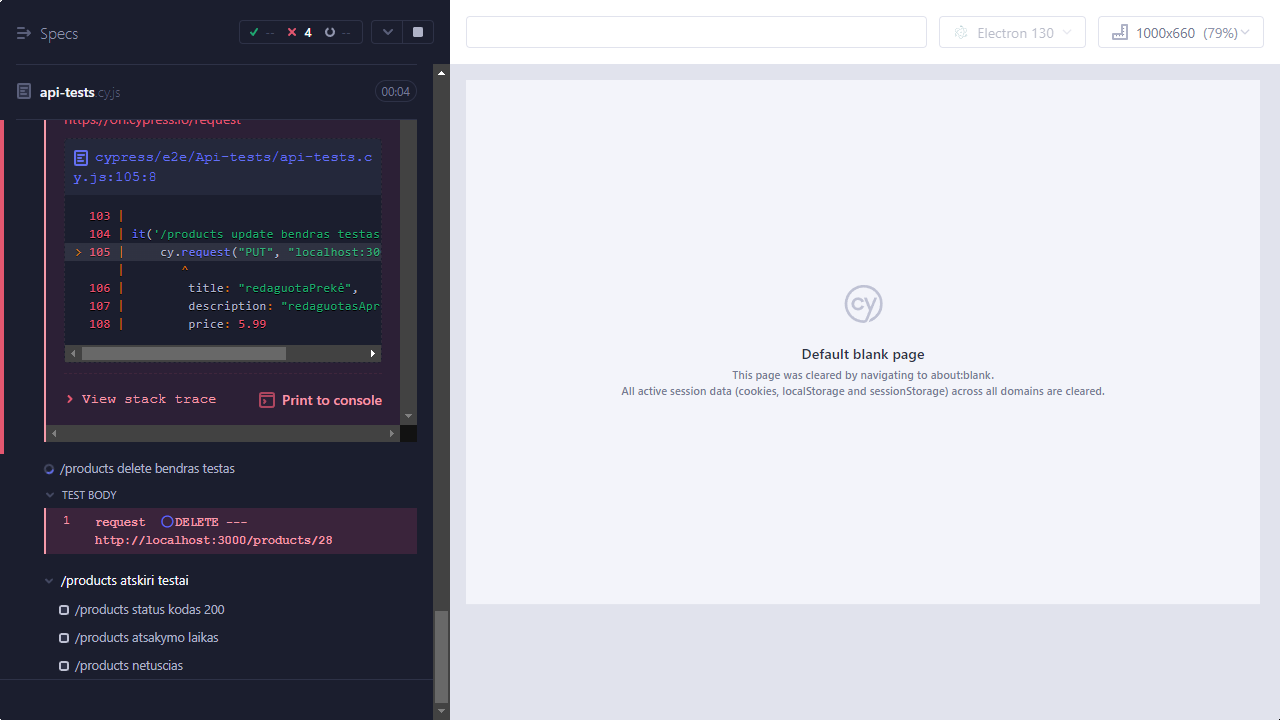 Specs
-- 4 --
Electron 130
1000x660 (79%)
api-tests cy.js
00:04
https://on.cypress.io/request
cypress/e2e/Api-tests/api-tests.c
y.js:105:8
103 |
104 | it('/products update bendras testas
> 105 | cy.request("PUT", "localhost:30
| ^
106 | title: "redaguotaPrekė",
107 | description: "redaguotasApr
108 | price: 5.99
View stack trace
Print to console
/products delete bendras testas
TEST BODY
1 request DELETE ---
http://localhost:3000/products/28
/products atskiri testai
/products status kodas 200
/products atsakymo laikas
/products netuscias
cy
Default blank page
This page was cleared by navigating to about:blank.
All active session data (cookies, localStorage and sessionStorage) across all domains are cleared.